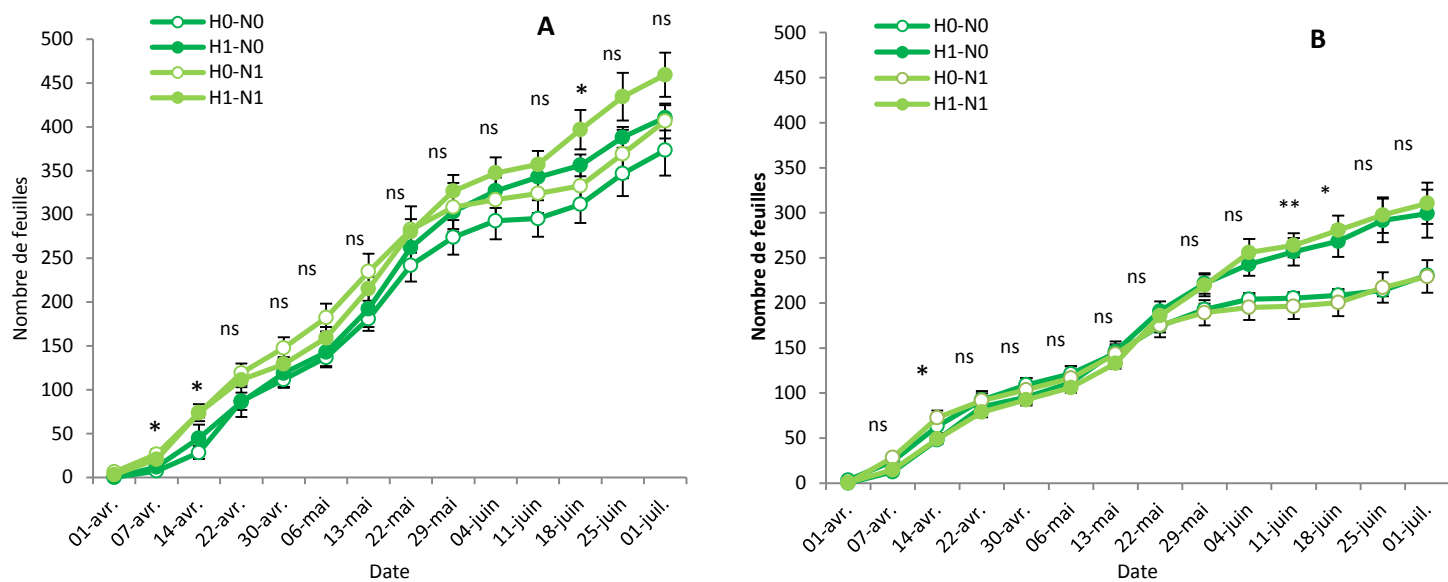 H0-N0
H1-N0
H0-N1
H1-N1
A
Nombre de feuilles
500
450
400
350
300
250
200
150
100
50
0
*
*
ns
ns
ns
ns
ns
ns
ns
ns
*
ns
ns
01-avr.
07-avr.
14-avr.
22-avr.
30-avr.
06-mai
13-mai
22-mai
29-mai
04-juin
11-juin
18-juin
25-juin
01-juil.
Date
H0-N0
H1-N0
H0-N1
H1-N1
B
Nombre de feuilles
500
450
400
350
300
250
200
150
100
50
0
ns
*
ns
ns
ns
ns
ns
ns
ns
**
*
ns
ns
01-avr.
07-avr.
14-avr.
22-avr.
30-avr.
06-mai
13-mai
22-mai
29-mai
04-juin
11-juin
18-juin
25-juin
01-juil.
Date